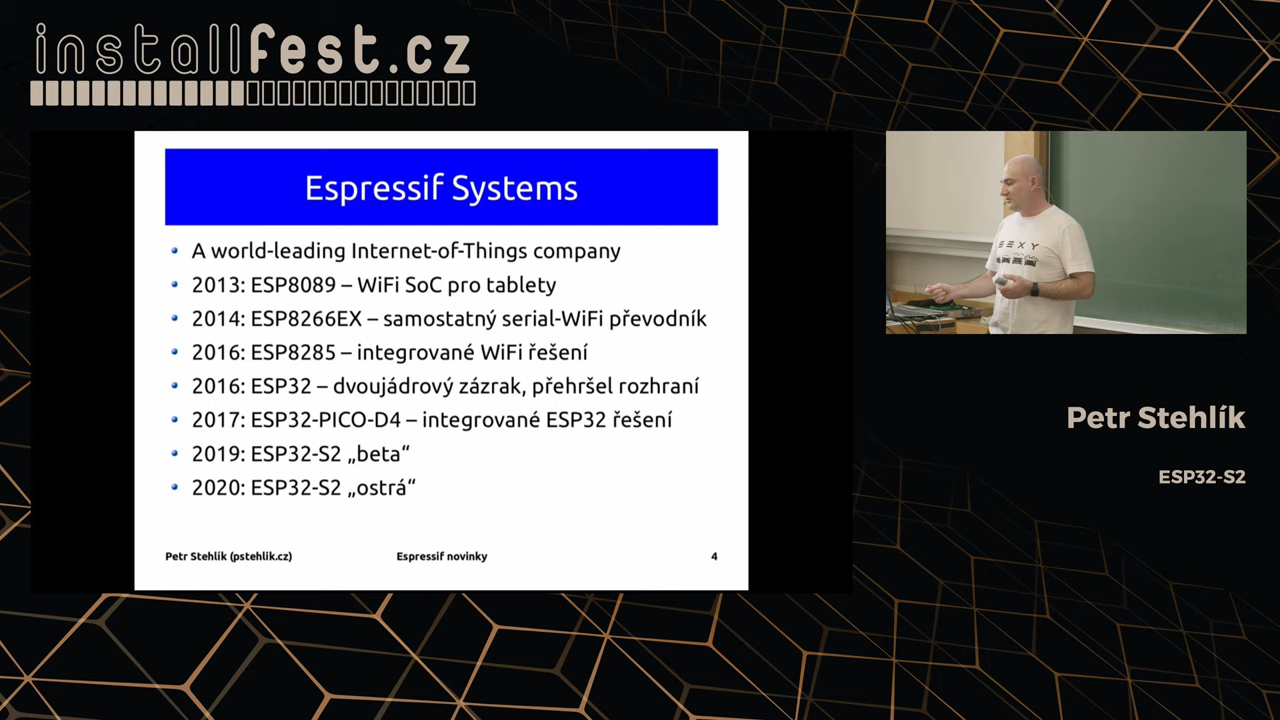 installfest.cz
Espressif Systems
A world-leading Internet-of-Things company
2013: ESP8089 – WiFi SoC pro tablety
2014: ESP8266EX – samostatný serial-WiFi převodník
2016: ESP8285 – integrované WiFi řešení
2016: ESP32 – dvoujádrový zázrak, přehršel rozhraní
2017: ESP32-PICO-D4 – integrované ESP32 řešení
2019: ESP32-S2 „beta“
2020: ESP32-S2 „ostrá“
Petr Stehlík (pstehlik.cz)
Espressif novinky
4
SEXY
Petr Stehlík
ESP32-S2